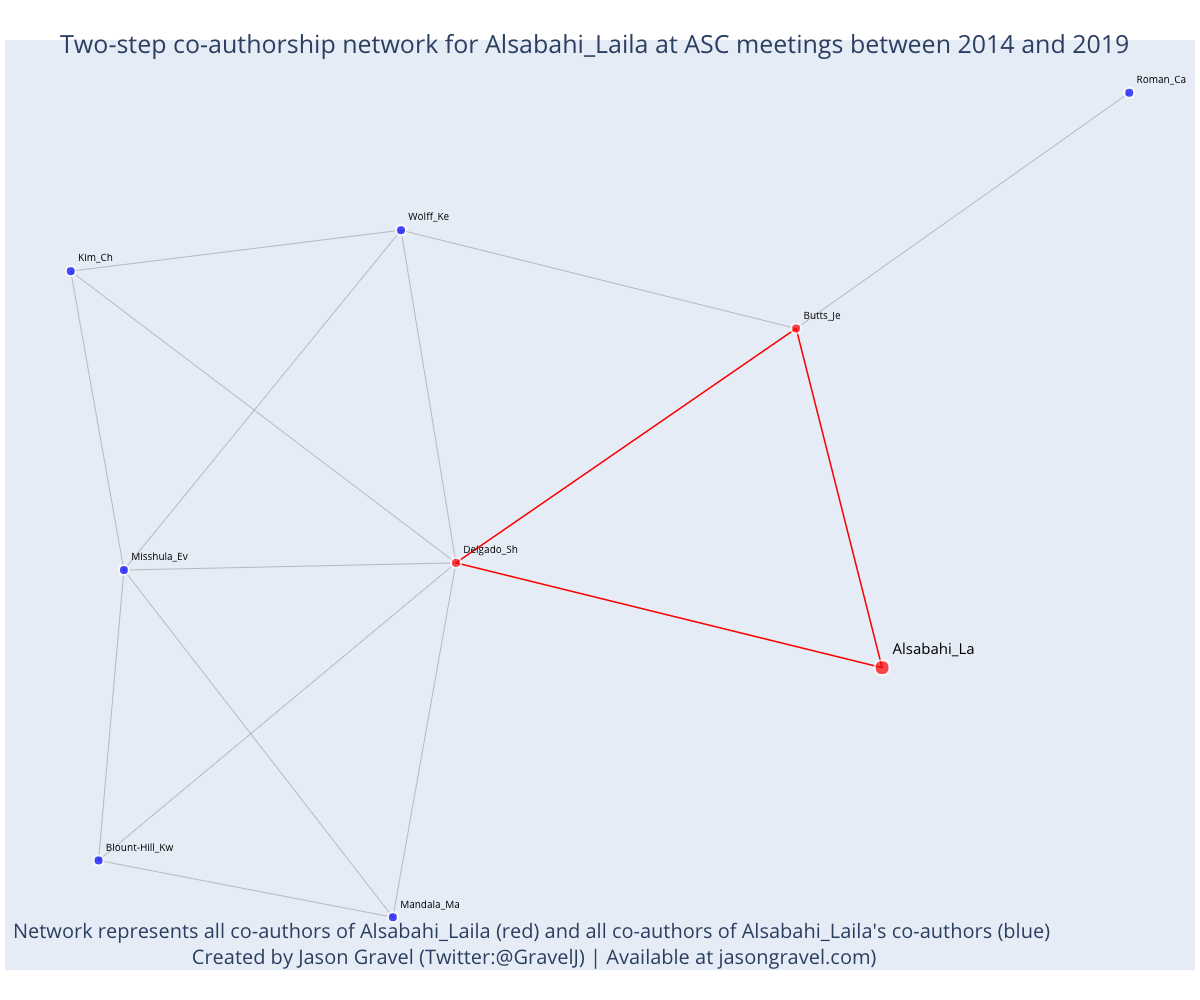 Two-step co-authorship network for Alsabahi_Laila at ASC meetings between 2014 and 2019
Roman_Ca
Wolff_Ke
Kim_Ch
Butts_Je
Delgado_Sh
Misshula_Ev
Alsabahi_La
Blount-Hill_Kw
Mandala_Ma
Network represents all co-authors of Alsabahi_Laila (red) and all co-authors of Alsabahi_Laila's co-authors (blue)
Created by Jason Gravel (Twitter:@GravelJ) | Available at jasongravel.com)